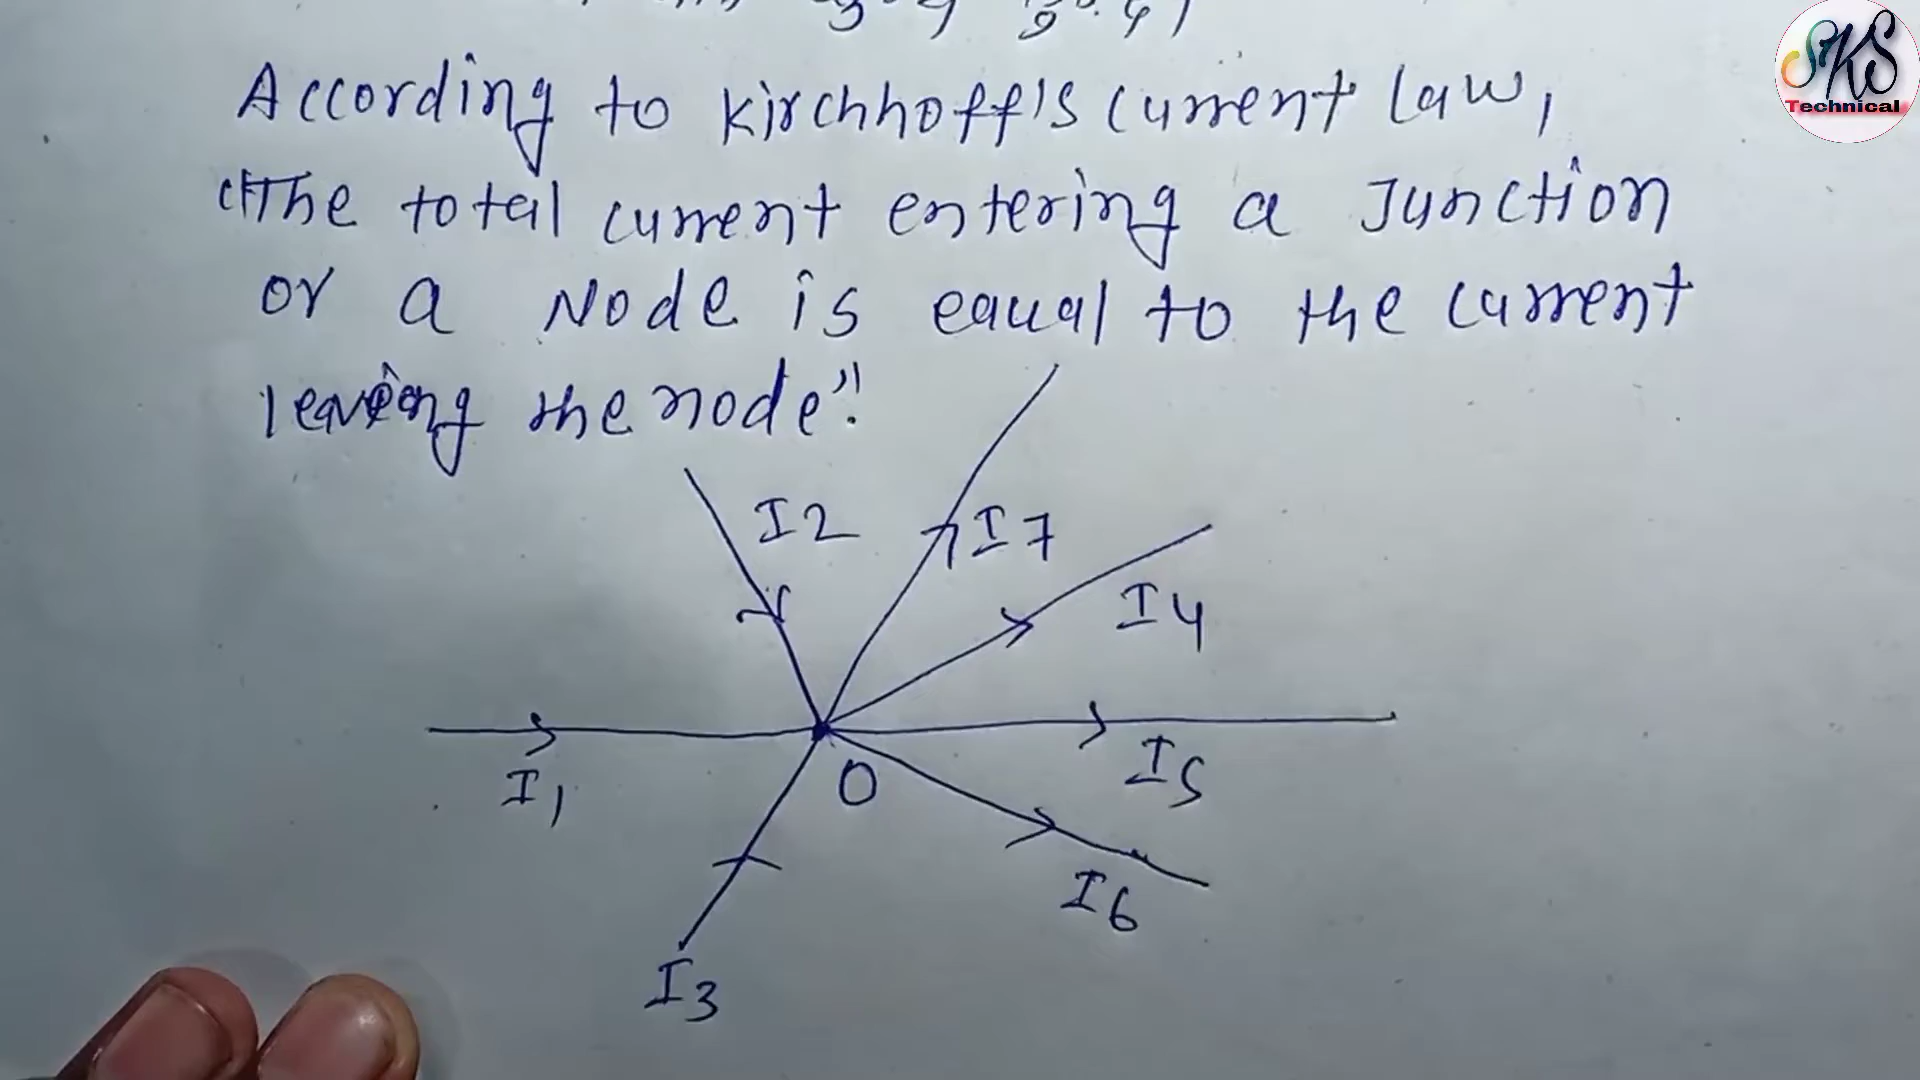 SKS
Technical
According to Kirchhoff's current law,
"The total current entering a Junction
or a Node is equal to the current
leaving the node".
I2
I7
I4
I1
O
I5
I6
I3